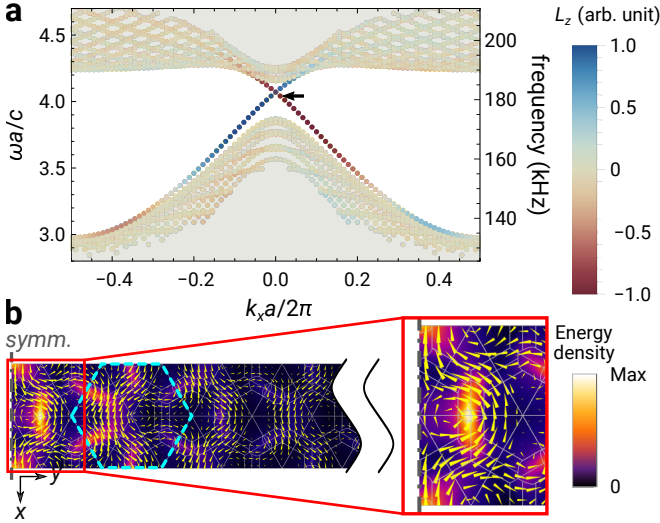 a
L_z (arb. unit)
4.5
4.0
3.5
3.0
ωa/c
200
180
160
140
frequency (kHz)
1.0
0.5
0
−0.5
−1.0
−0.4
−0.2
0.0
0.2
0.4
k_x a/2π
b
symm.
y
x
Energy
density
Max
0